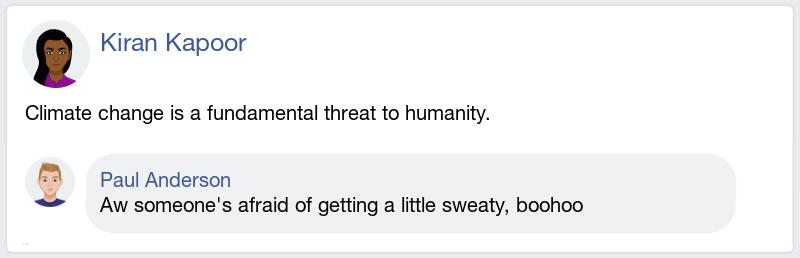 Kiran Kapoor
Climate change is a fundamental threat to humanity.
Paul Anderson
Aw someone's afraid of getting a little sweaty, boohoo